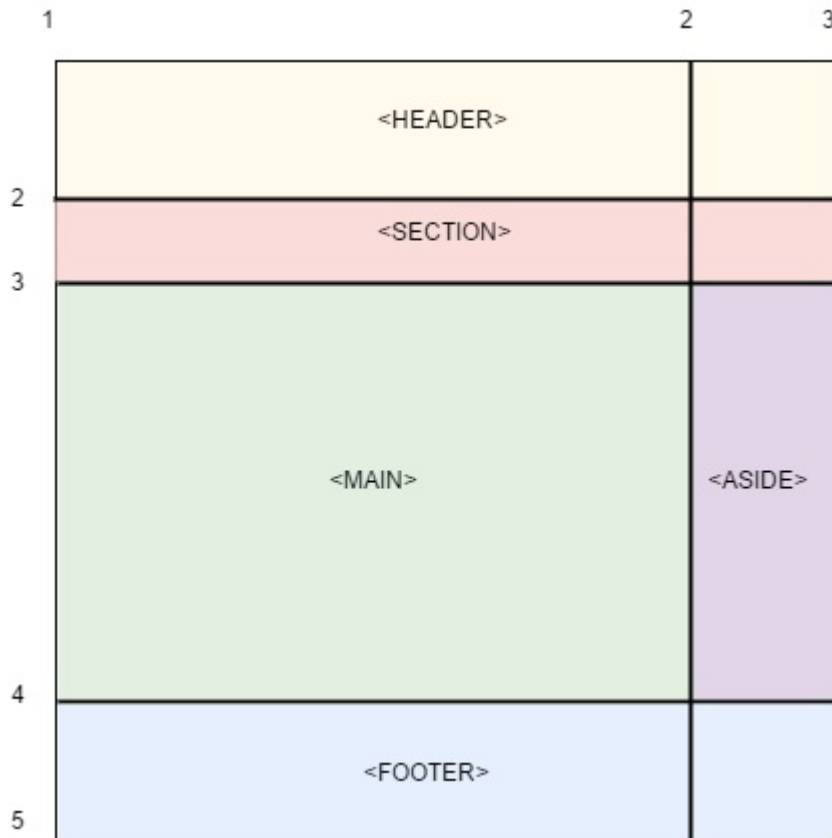 1 2 3
<HEADER>
2
<SECTION>
3
<MAIN> <ASIDE>
4
<FOOTER>
5